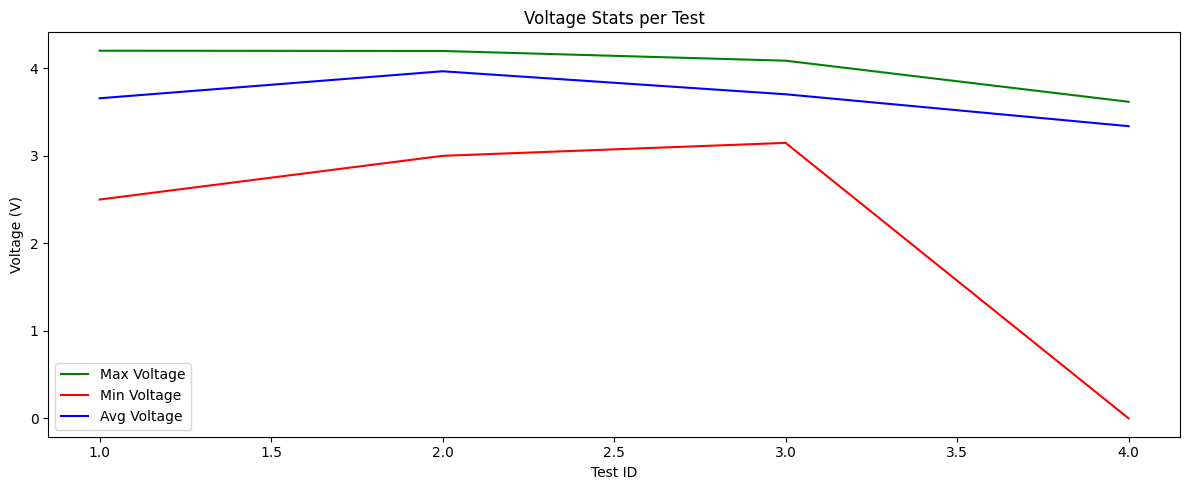 Voltage Stats per Test
Voltage (V)
4
3
2
1
0
Max Voltage
Min Voltage
Avg Voltage
1.0 1.5 2.0 2.5 3.0 3.5 4.0
Test ID